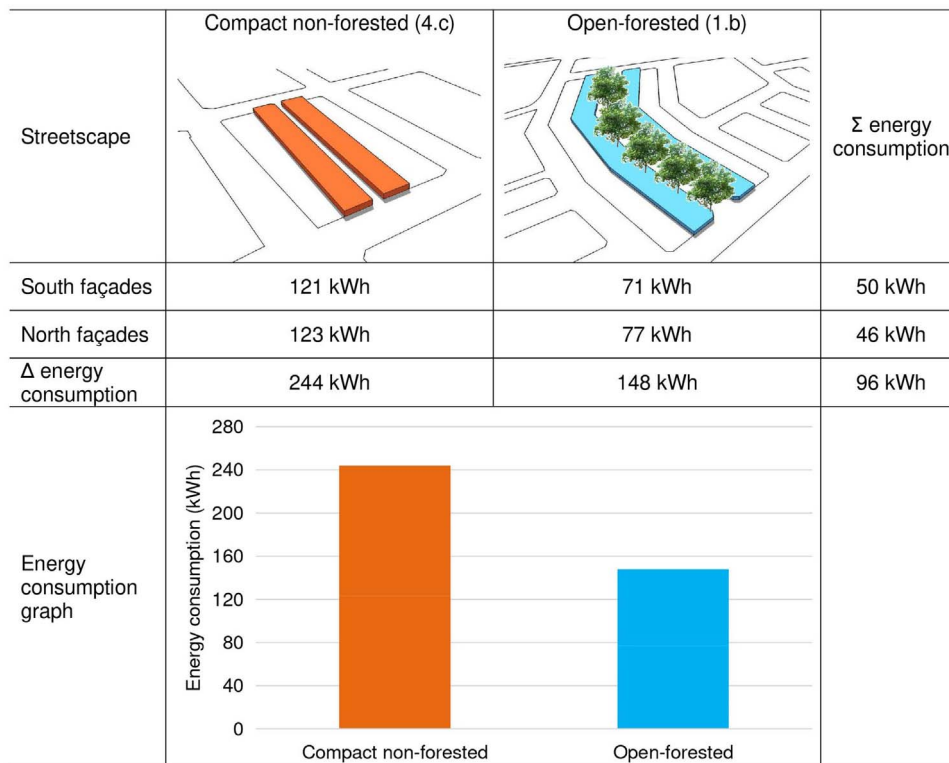 Compact non-forested (4.c)
Open-forested (1.b)
Streetscape
Σ energy
consumption
South façades
121 kWh
71 kWh
50 kWh
North façades
123 kWh
77 kWh
46 kWh
Δ energy
consumption
244 kWh
148 kWh
96 kWh
Energy
consumption
graph
Energy consumption (kWh)
280
240
200
160
120
80
40
0
Compact non-forested
Open-forested